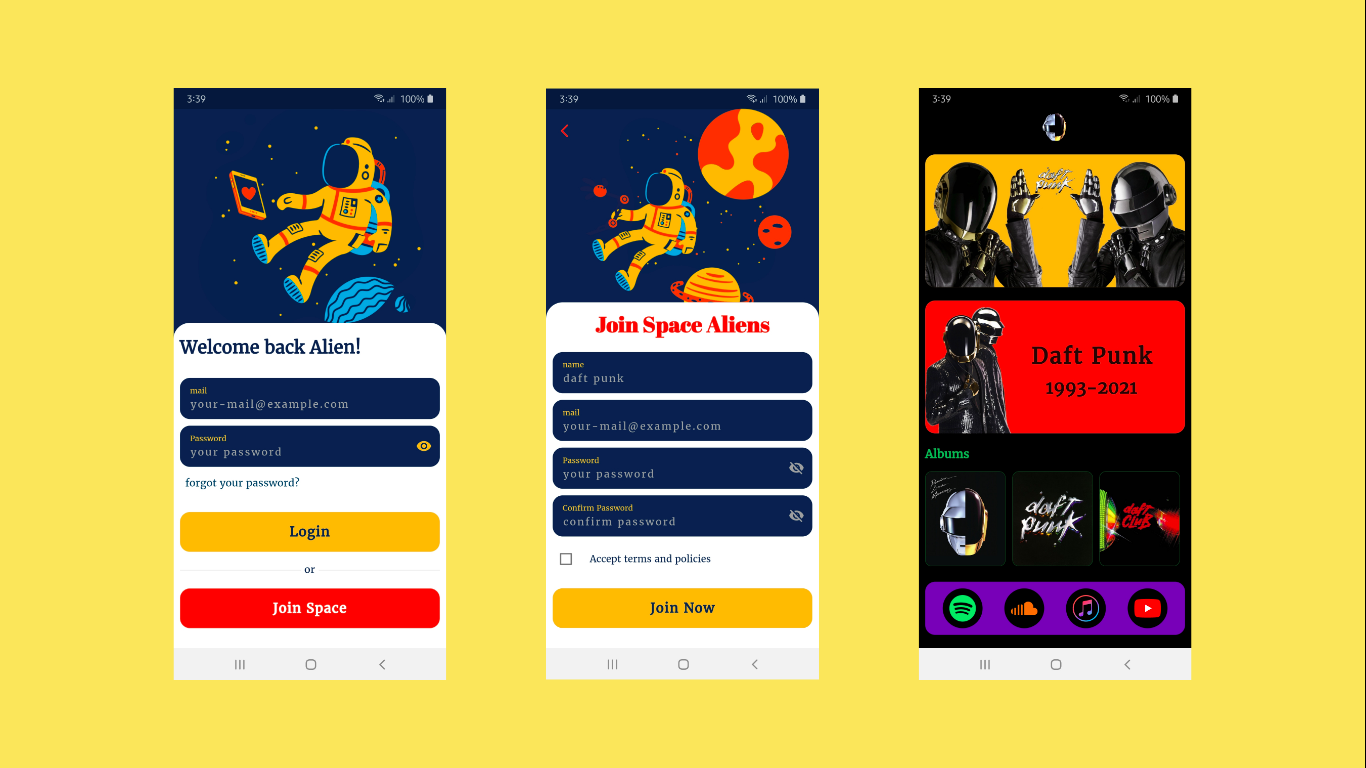 3:39
100%
Welcome back Alien!
mail
your-mail@example.com
Password
your password
forgot your password?
Login
or
Join Space
3:39
100%
Join Space Aliens
name
daft punk
mail
your-mail@example.com
Password
your password
Confirm Password
confirm password
Accept terms and policies
Join Now
3:39
100%
daft
punk
Daft Punk
1993-2021
Albums
daft
punk
daft
CLUB